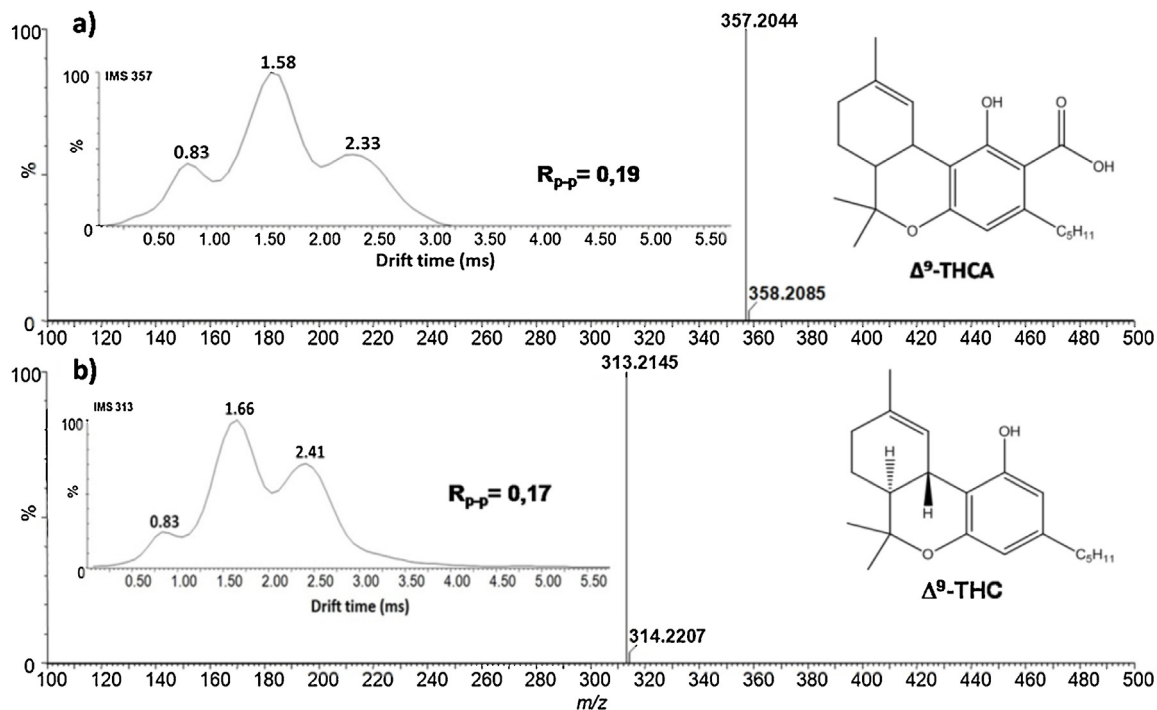 a)
357.2044
100
%
0
IMS 357
100
%
0
0.83
1.58
2.33
R p-p = 0,19
0.50 1.00 1.50 2.00 2.50 3.00 3.50 4.00 4.50 5.00 5.50
Drift time (ms)
OH
O
OH
O
C5H11
Δ9-THCA
358.2085
100 120 140 160 180 200 220 240 260 280 300 320 340 360 380 400 420 440 460 480 500
b)
313.2145
100
%
0
IMS 313
100
%
0
0.83
1.66
2.41
R p-p = 0,17
0.50 1.00 1.50 2.00 2.50 3.00 3.50 4.00 4.50 5.00 5.50
Drift time (ms)
OH
H
H
O
C5H11
Δ9-THC
314.2207
100 120 140 160 180 200 220 240 260 280 300 320 340 360 380 400 420 440 460 480 500
m/z